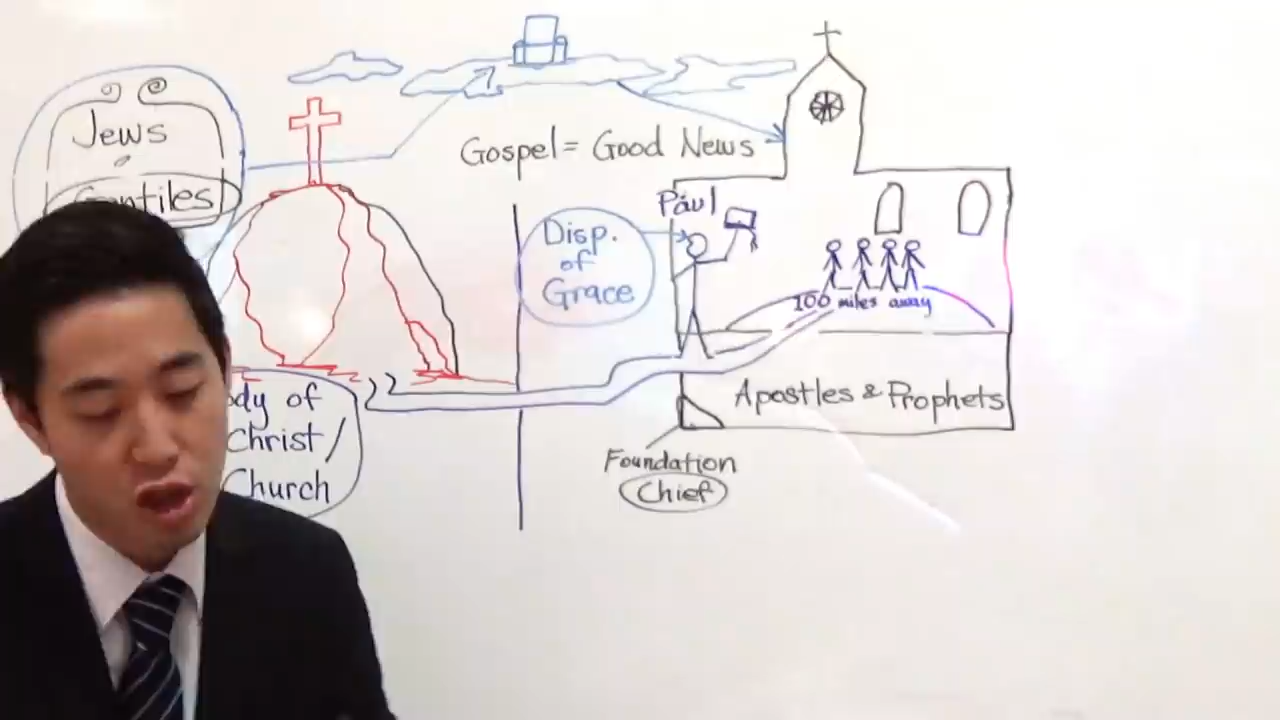 Jews
&
Gentiles
Gospel = Good News
Disp.
of
Grace
Paul
100 miles away
Apostles & Prophets
Foundation
Chief
ody of
Christ /
Church